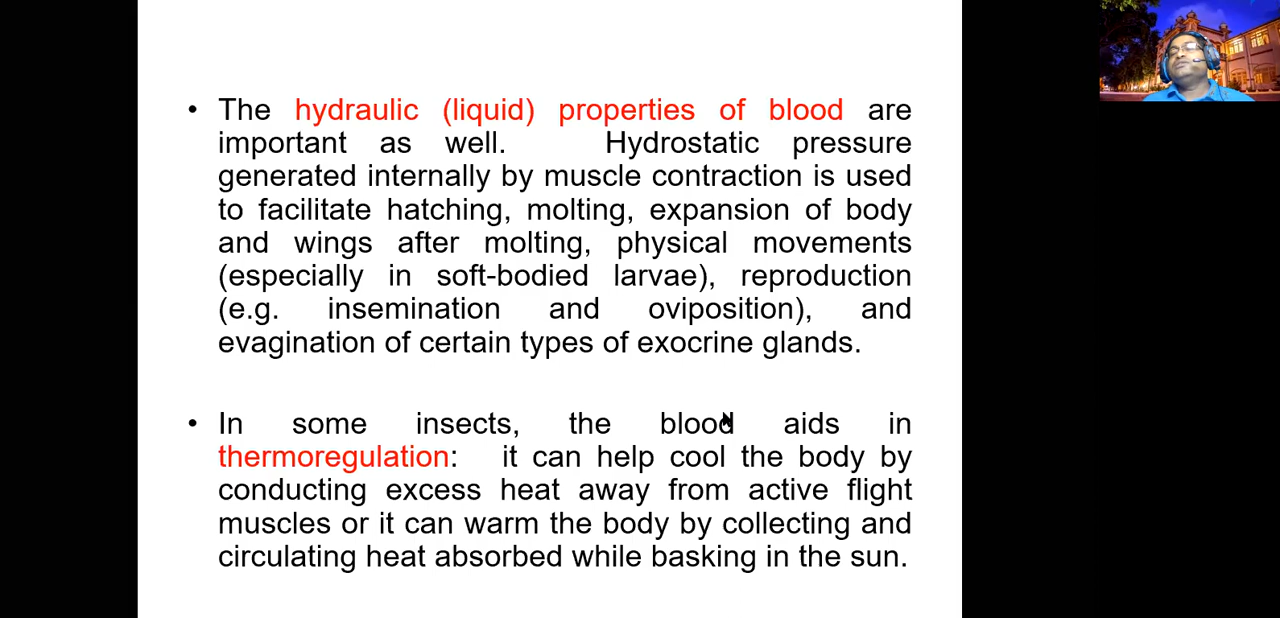 • The hydraulic (liquid) properties of blood are
important as well. Hydrostatic pressure
generated internally by muscle contraction is used
to facilitate hatching, molting, expansion of body
and wings after molting, physical movements
(especially in soft-bodied larvae), reproduction
(e.g. insemination and oviposition), and
evagination of certain types of exocrine glands.
• In some insects, the blood aids in
thermoregulation: it can help cool the body by
conducting excess heat away from active flight
muscles or it can warm the body by collecting and
circulating heat absorbed while basking in the sun.